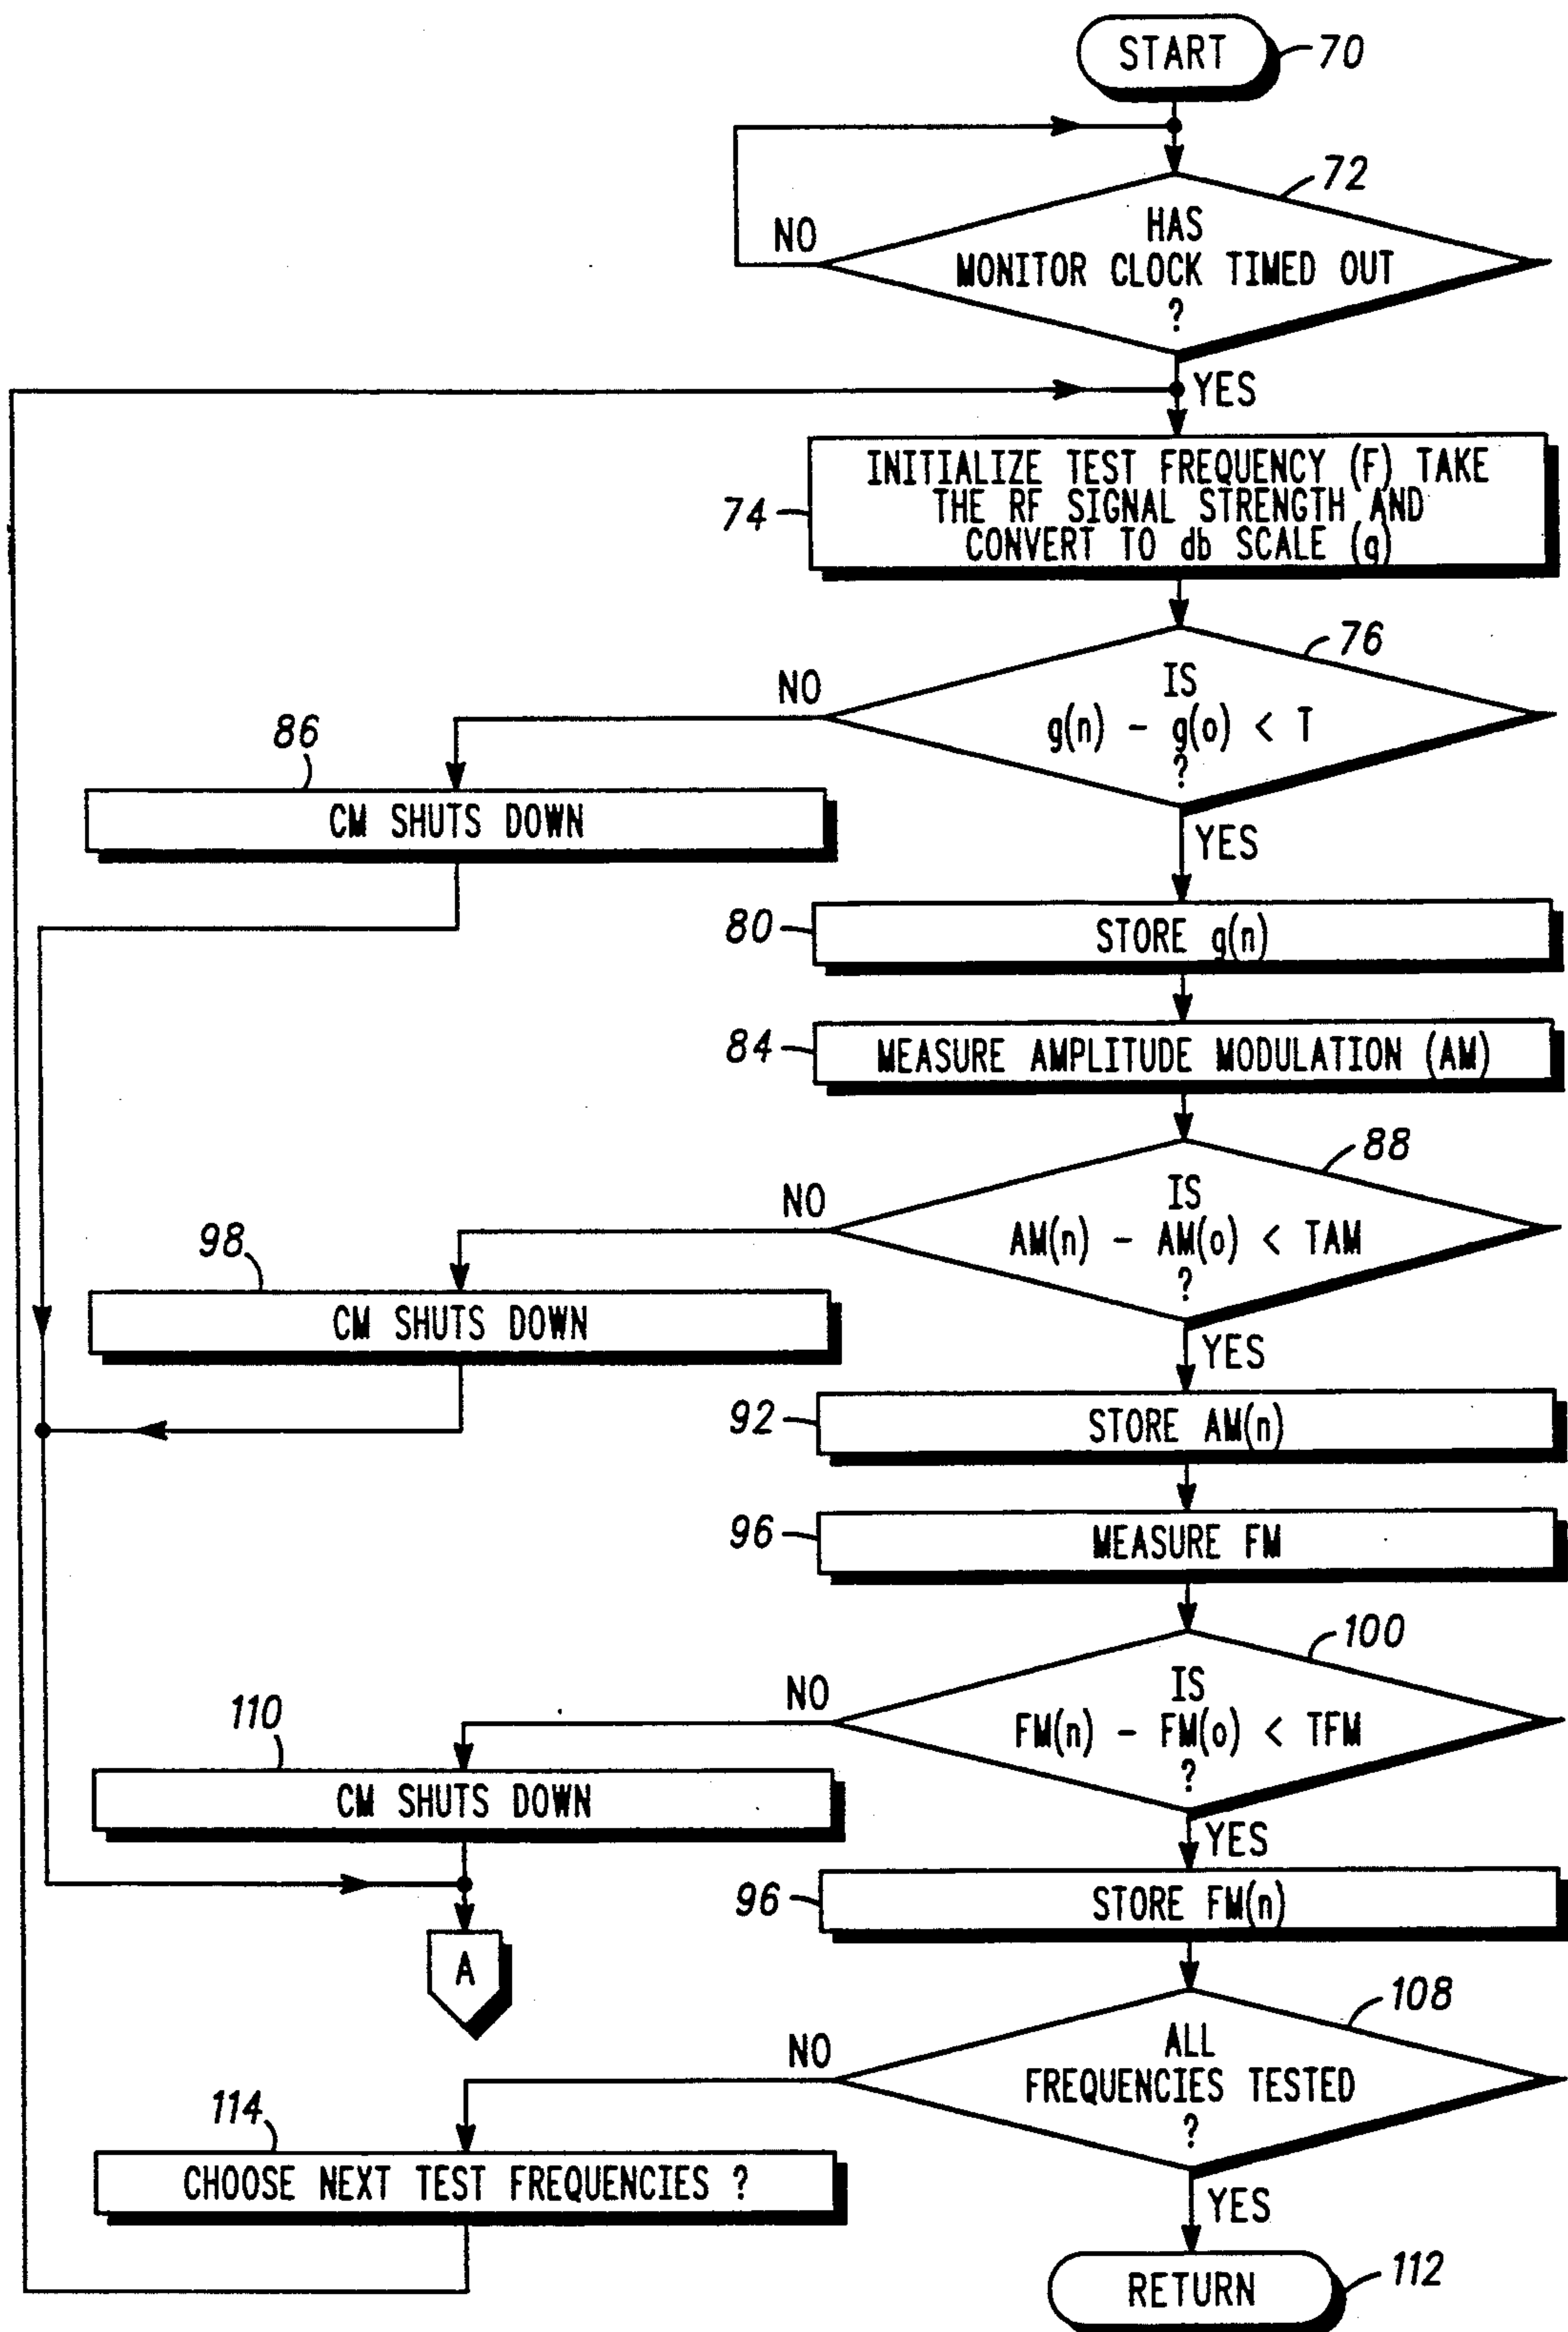 START
70
72
HAS
MONITOR CLOCK TIMED OUT
?
NO
YES
INITIALIZE TEST FREQUENCY (F) TAKE
THE RF SIGNAL STRENGTH AND
CONVERT TO db SCALE (g)
74
76
IS
g(n) - g(o) < T
?
NO
86
CM SHUTS DOWN
YES
80
STORE g(n)
84
MEASURE AMPLITUDE MODULATION (AM)
88
IS
AM(n) - AM(o) < TAM
?
NO
98
CM SHUTS DOWN
YES
92
STORE AM(n)
96
MEASURE FM
100
IS
FM(n) - FM(o) < TFM
?
NO
110
CM SHUTS DOWN
YES
96
STORE FM(n)
A
108
ALL
FREQUENCIES TESTED
?
NO
114
CHOOSE NEXT TEST FREQUENCIES ?
YES
RETURN
112